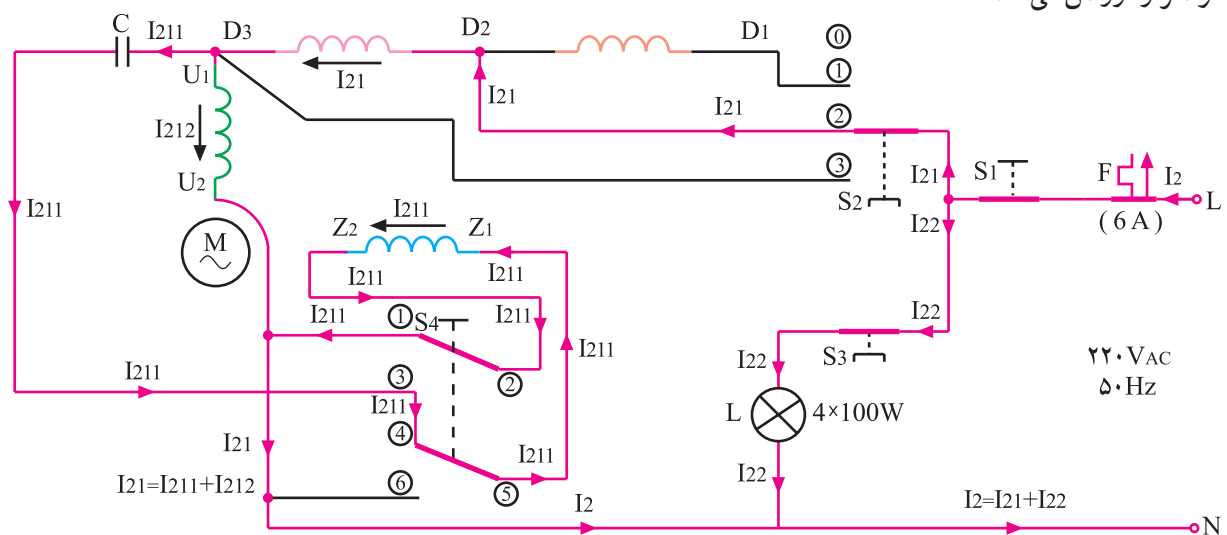 C
I211
D3
D2
D1
0
1
U1
I21
I21
I21
2
I212
3
U2
S2
I21
S1
F
I2
L
(6A)
I22
I211
M
Z2
I211
Z1
I211
I211
I211
1
S4
I211
I22
I211
2
I22
S3
۲۲۰VAC
۵۰Hz
I211
3
I211
4
L
4×100W
I21
I211
I22
I21=I211+I212
6
5
I2
I2=I21+I22
N